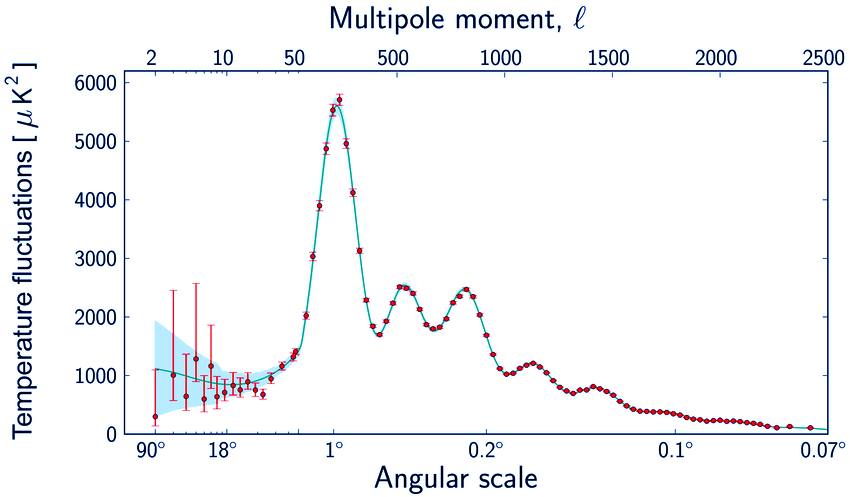 Multipole moment, ℓ
2 10 50 500 1000 1500 2000 2500
Temperature fluctuations [ μ K² ]
6000
5000
4000
3000
2000
1000
0
90° 18° 1° 0.2° 0.1° 0.07°
Angular scale